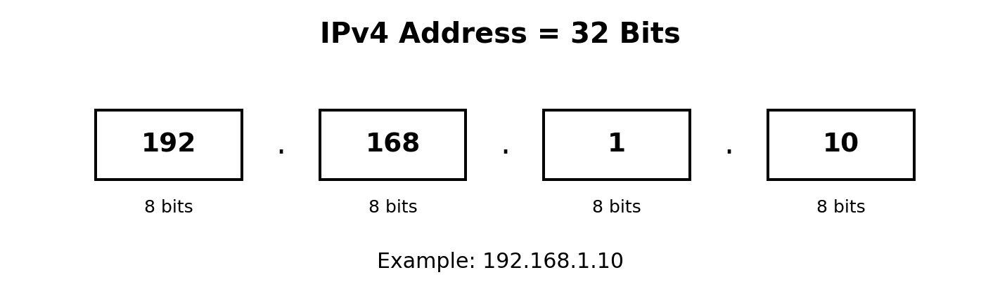 IPv4 Address = 32 Bits
192 . 168 . 1 . 10
8 bits 8 bits 8 bits 8 bits
Example: 192.168.1.10